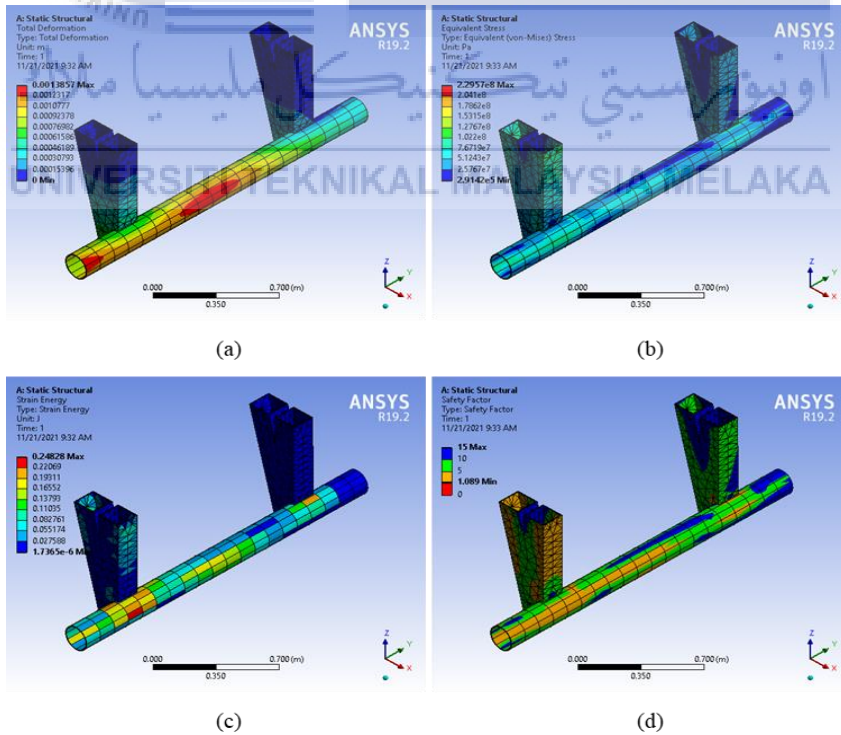 A: Static Structural
Total Deformation
Type: Total Deformation
Unit: m
Time: 1
11/21/2021 9:32 AM
0.0013857 Max
0.0012317
0.0010777
0.00092378
0.00076982
0.00061586
0.00046189
0.00030793
0.00015396
0 Min
ANSYS
R19.2
0.000
0.700 (m)
0.350
Z
Y
X
(a)
A: Static Structural
Equivalent Stress
Type: Equivalent (von-Mises) Stress
Unit: Pa
Time: 1
11/21/2021 9:33 AM
2.2957e8 Max
2.041e8
1.7862e8
1.5315e8
1.2767e8
1.022e8
7.6719e7
5.1243e7
2.5767e7
2.9142e5 Min
ANSYS
R19.2
0.000
0.700 (m)
0.350
Z
Y
X
(b)
اونيۏرسيتي تيكنيكل مليسيا ملاك
UNIVERSITI TEKNIKAL MALAYSIA MELAKA
A: Static Structural
Strain Energy
Type: Strain Energy
Unit: J
Time: 1
11/21/2021 9:32 AM
0.24828 Max
0.22069
0.19311
0.16552
0.13793
0.11035
0.082761
0.055174
0.027588
1.7365e-6 Min
ANSYS
R19.2
0.000
0.700 (m)
0.350
Z
Y
X
(c)
A: Static Structural
Safety Factor
Type: Safety Factor
Time: 1
11/21/2021 9:33 AM
15 Max
10
5
1.089 Min
0
ANSYS
R19.2
0.000
0.700 (m)
0.350
Z
Y
X
(d)